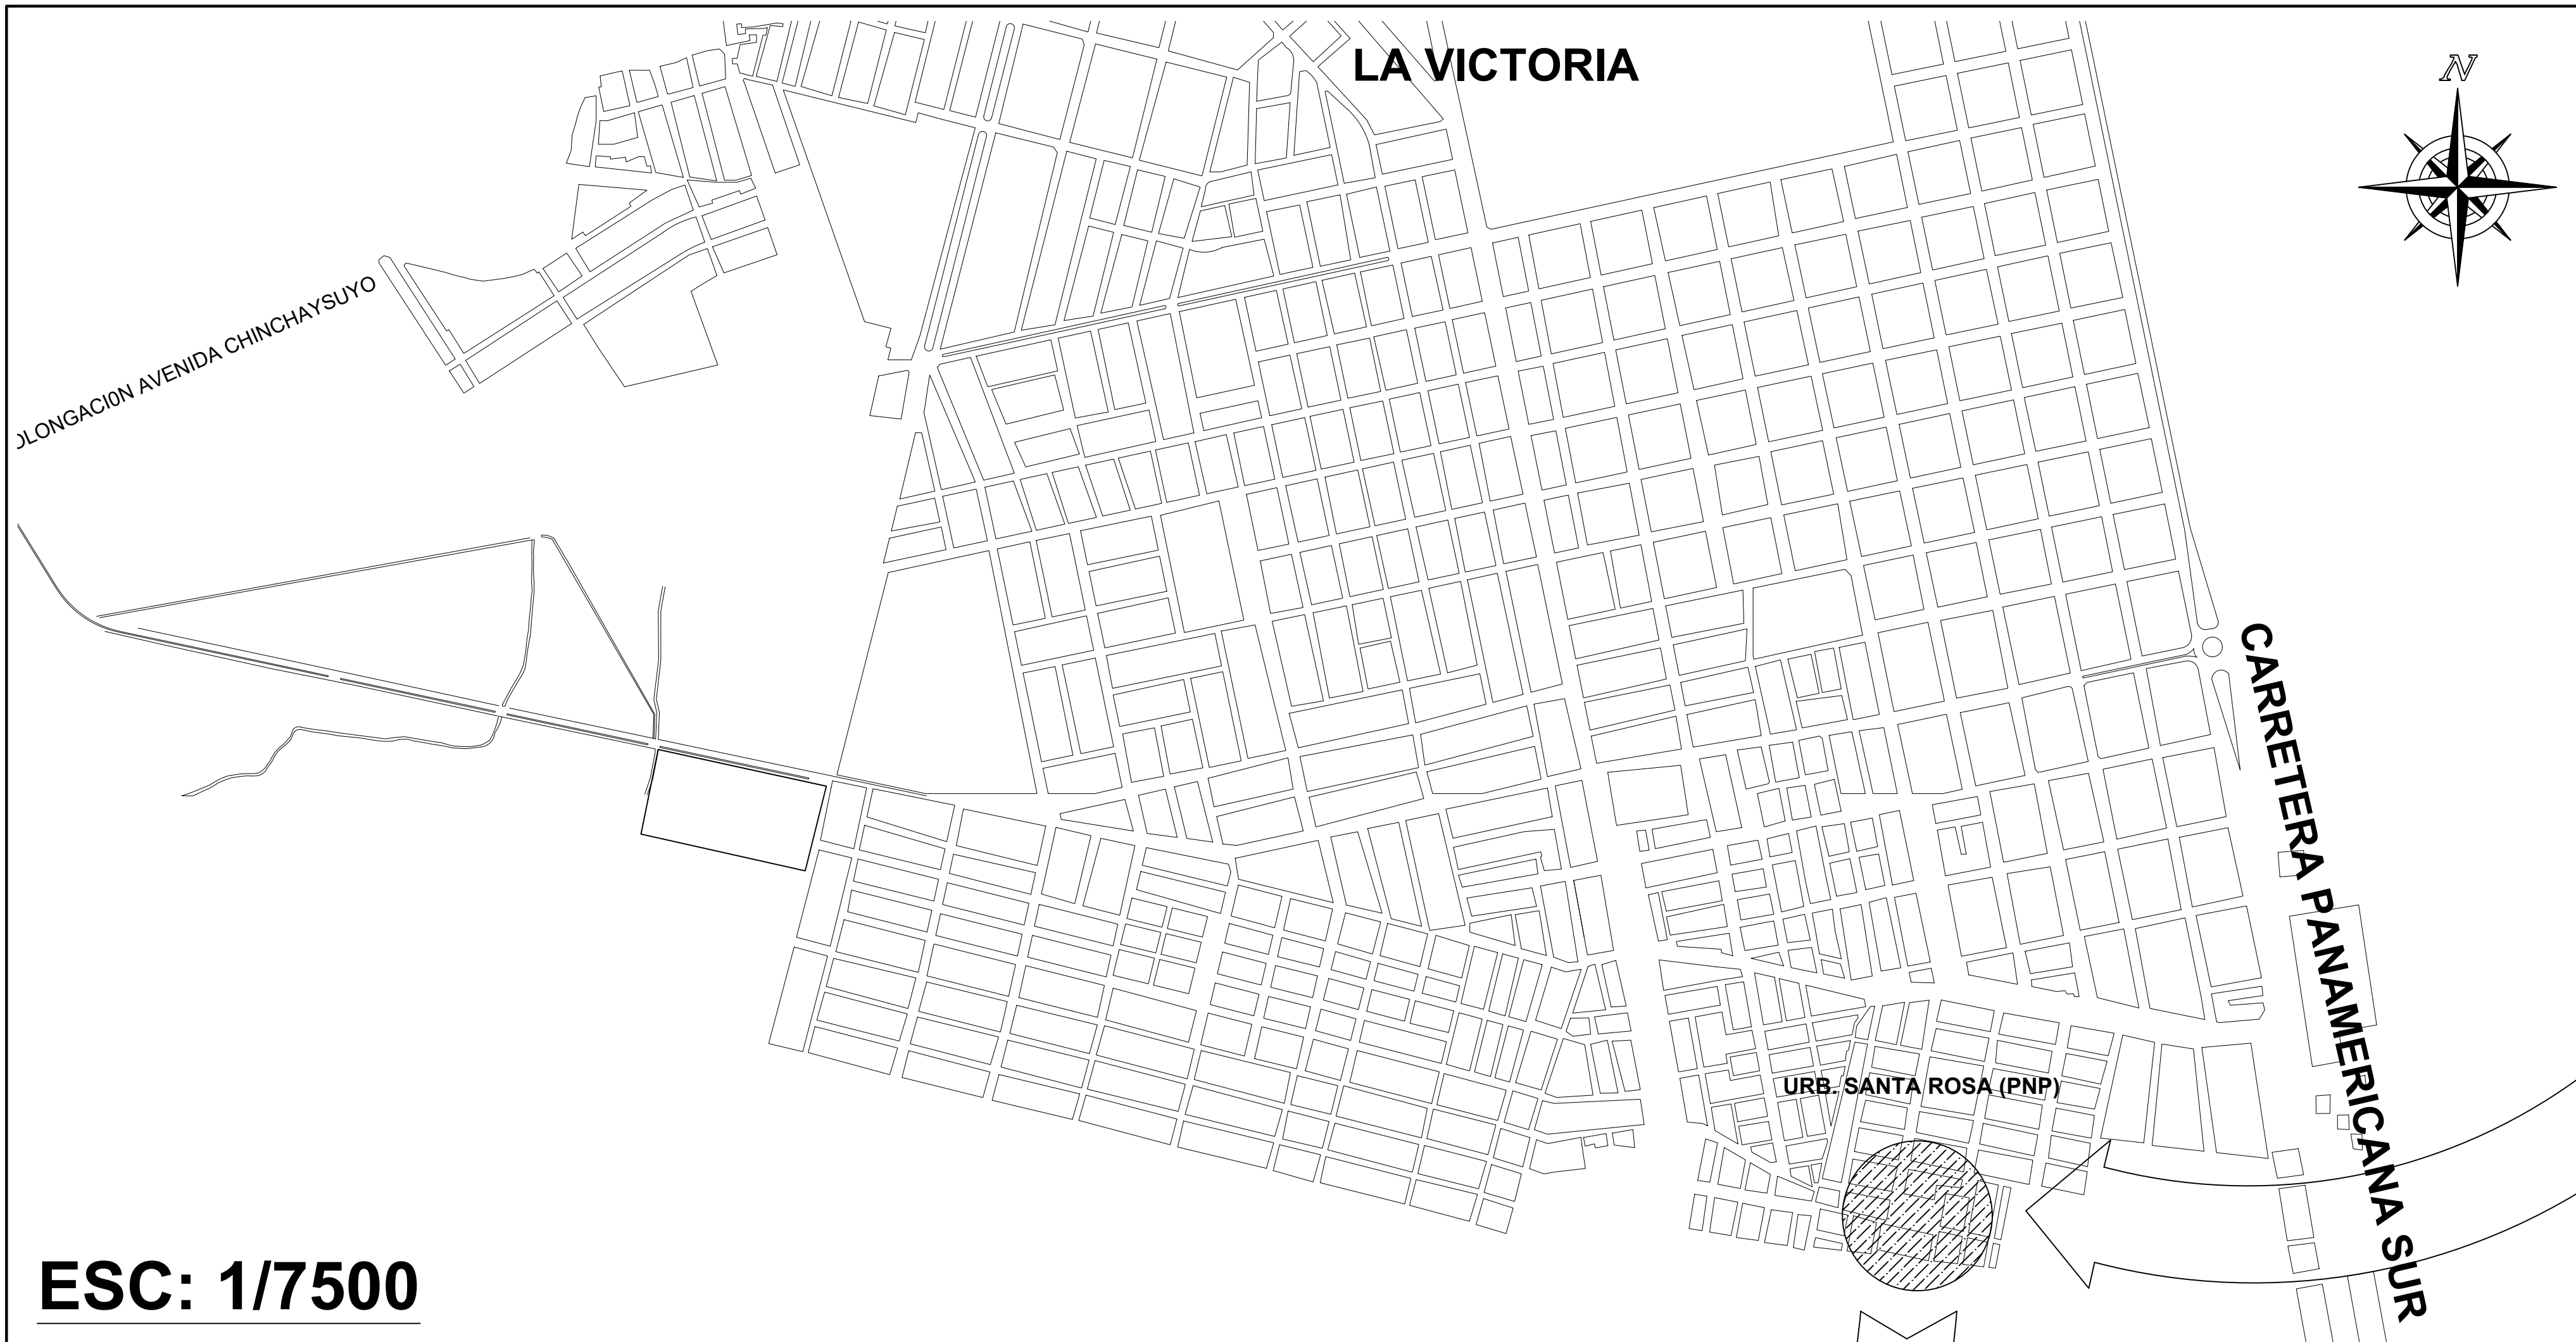 LA VICTORIA
N
OLONGACI0N AVENIDA CHINCHAYSUYO
CARRETERA PANAMERICANA SUR
URB. SANTA ROSA (PNP)
ESC: 1/7500